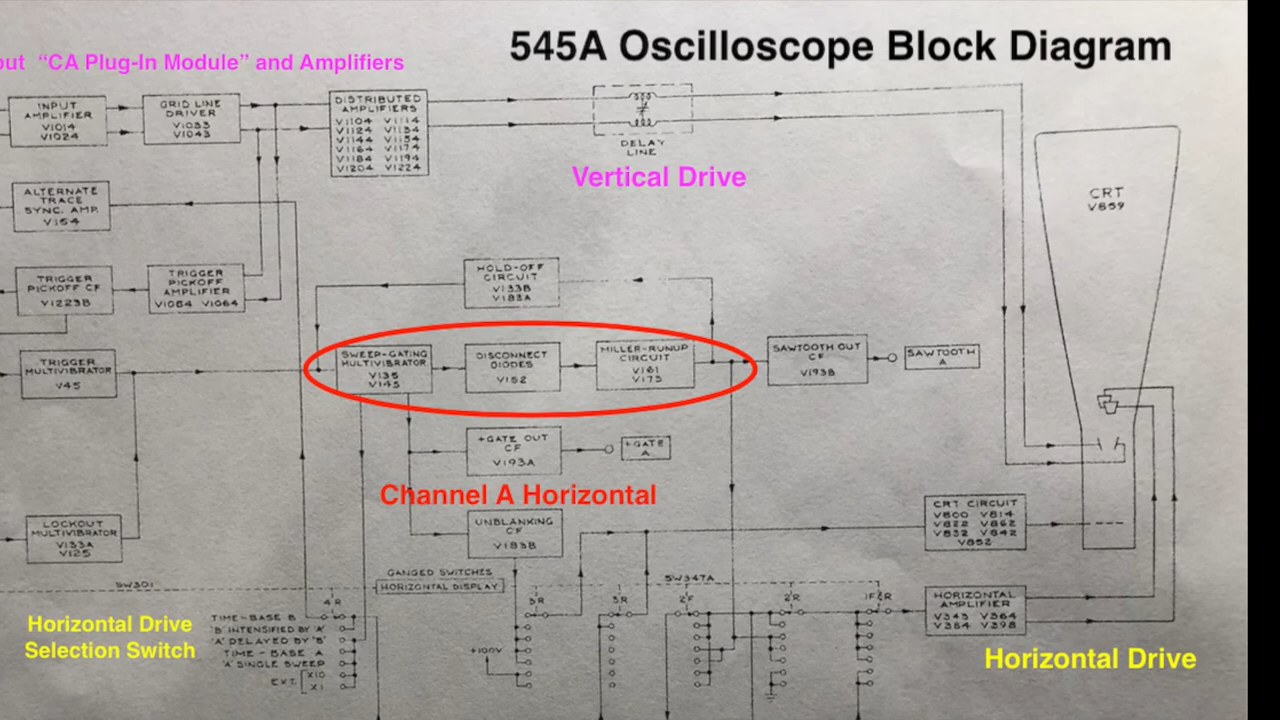 545A Oscilloscope Block Diagram
out "CA Plug-In Module" and Amplifiers
INPUT
AMPLIFIER
V1014
V1024
GRID LINE
DRIVER
V1033
V1043
DISTRIBUTED
AMPLIFIERS
V1104 V1114
V1124 V1134
V1144 V1154
V1164 V1174
V1184 V1194
V1204 V1224
DELAY
LINE
Vertical Drive
CRT
V859
ALTERNATE
TRACE
SYNC. AMP.
V154
TRIGGER
PICKOFF CF
V1223B
TRIGGER
PICKOFF
AMPLIFIER
V1054 V1064
HOLD-OFF
CIRCUIT
V133B
V183A
TRIGGER
MULTIVIBRATOR
V45
SWEEP-GATING
MULTIVIBRATOR
V135
V145
DISCONNECT
DIODES
V152
MILLER-RUNUP
CIRCUIT
V161
V173
SAWTOOTH OUT
CF
V193B
SAWTOOTH
A
+GATE OUT
CF
V193A
+GATE
A
Channel A Horizontal
LOCKOUT
MULTIVIBRATOR
V133A
V125
UNBLANKING
CF
V183B
CRT CIRCUIT
V800 V814
V822 V862
V832 V842
V852
SW301
GANGED SWITCHES
HORIZONTAL DISPLAY
SW347A
4R
3R
3R
2F
2R
1F&R
HORIZONTAL
AMPLIFIER
V343 V364
V384 V398
Horizontal Drive
Selection Switch
TIME-BASE B
'B' INTENSIFIED BY 'A'
'A' DELAYED BY 'B'
TIME-BASE A
'A' SINGLE SWEEP
EXT. X10
X1
+100V
Horizontal Drive